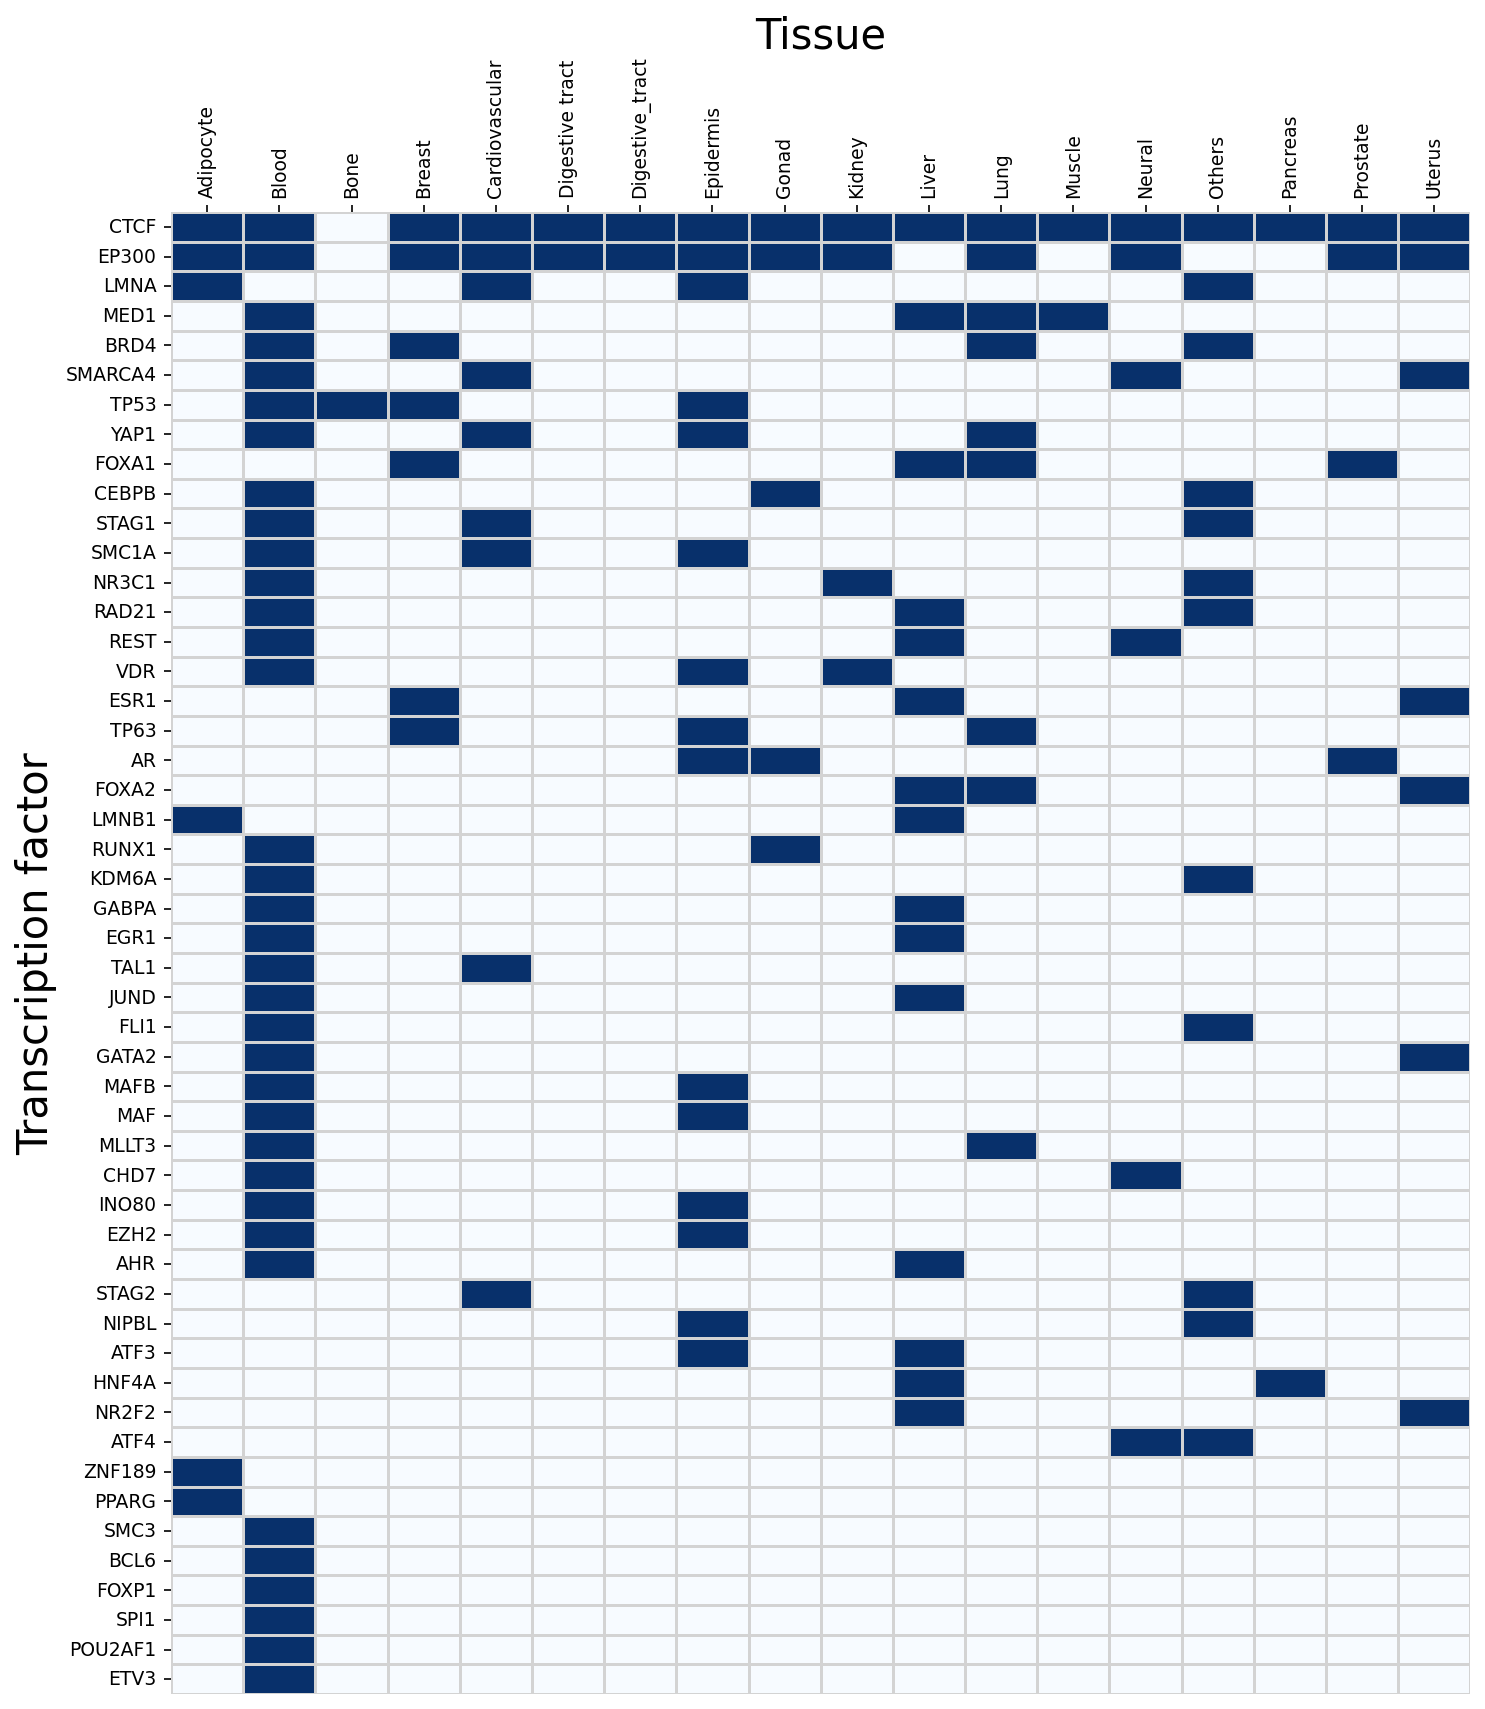 Tissue
Adipocyte
Blood
Bone
Breast
Cardiovascular
Digestive tract
Digestive_tract
Epidermis
Gonad
Kidney
Liver
Lung
Muscle
Neural
Others
Pancreas
Prostate
Uterus
Transcription factor
CTCF
EP300
LMNA
MED1
BRD4
SMARCA4
TP53
YAP1
FOXA1
CEBPB
STAG1
SMC1A
NR3C1
RAD21
REST
VDR
ESR1
TP63
AR
FOXA2
LMNB1
RUNX1
KDM6A
GABPA
EGR1
TAL1
JUND
FLI1
GATA2
MAFB
MAF
MLLT3
CHD7
INO80
EZH2
AHR
STAG2
NIPBL
ATF3
HNF4A
NR2F2
ATF4
ZNF189
PPARG
SMC3
BCL6
FOXP1
SPI1
POU2AF1
ETV3